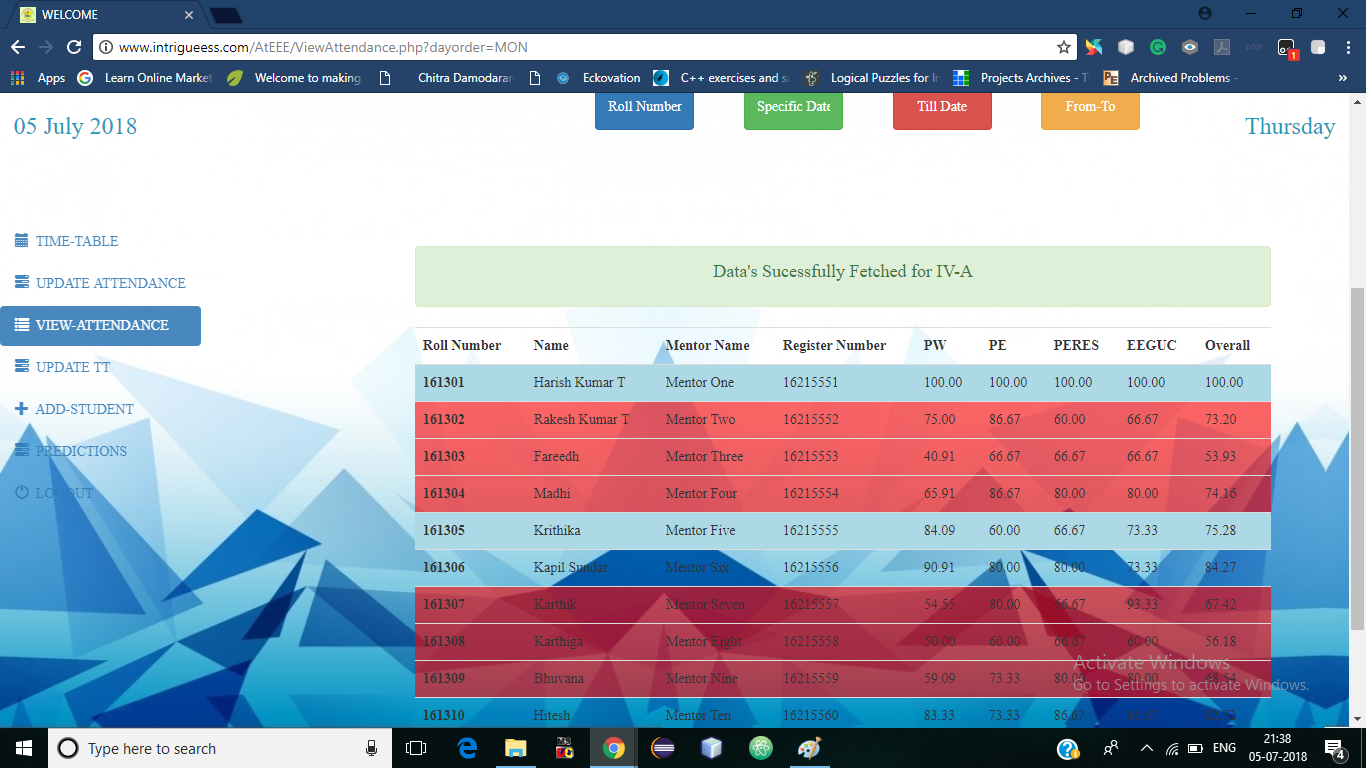 WELCOME
www.intrigueess.com/AtEEE/ViewAttendance.php?dayorder=MON
Apps Learn Online Market Welcome to making Chitra Damodaran Eckovation C++ exercises and so Logical Puzzles for In Projects Archives - T Archived Problems - »
Roll Number Specific Date Till Date From-To
05 July 2018 Thursday
TIME-TABLE
UPDATE ATTENDANCE
VIEW-ATTENDANCE
UPDATE TT
ADD-STUDENT
PREDICTIONS
LOGOUT
Data's Sucessfully Fetched for IV-A
Roll Number Name Mentor Name Register Number PW PE PERES EEGUC Overall
161301 Harish Kumar T Mentor One 16215551 100.00 100.00 100.00 100.00 100.00
161302 Rakesh Kumar T Mentor Two 16215552 75.00 86.67 60.00 66.67 73.20
161303 Fareedh Mentor Three 16215553 40.91 66.67 66.67 66.67 53.93
161304 Madhi Mentor Four 16215554 65.91 86.67 80.00 80.00 74.16
161305 Krithika Mentor Five 16215555 84.09 60.00 66.67 73.33 75.28
161306 Kapil Sundar Mentor Six 16215556 90.91 80.00 80.00 73.33 84.27
161307 Karthik Mentor Seven 16215557 54.55 80.00 66.67 93.33 67.42
161308 Karthiga Mentor Eight 16215558 50.00 60.00 66.67 60.00 56.18
161309 Bhuvana Mentor Nine 16215559 59.09 73.33 80.00 80.00 68.54
161310 Hitesh Mentor Ten 16215560 83.33 73.33 86.67 86.67
Activate Windows
Go to Settings to activate Windows.
Type here to search
ENG
21:38
05-07-2018
4